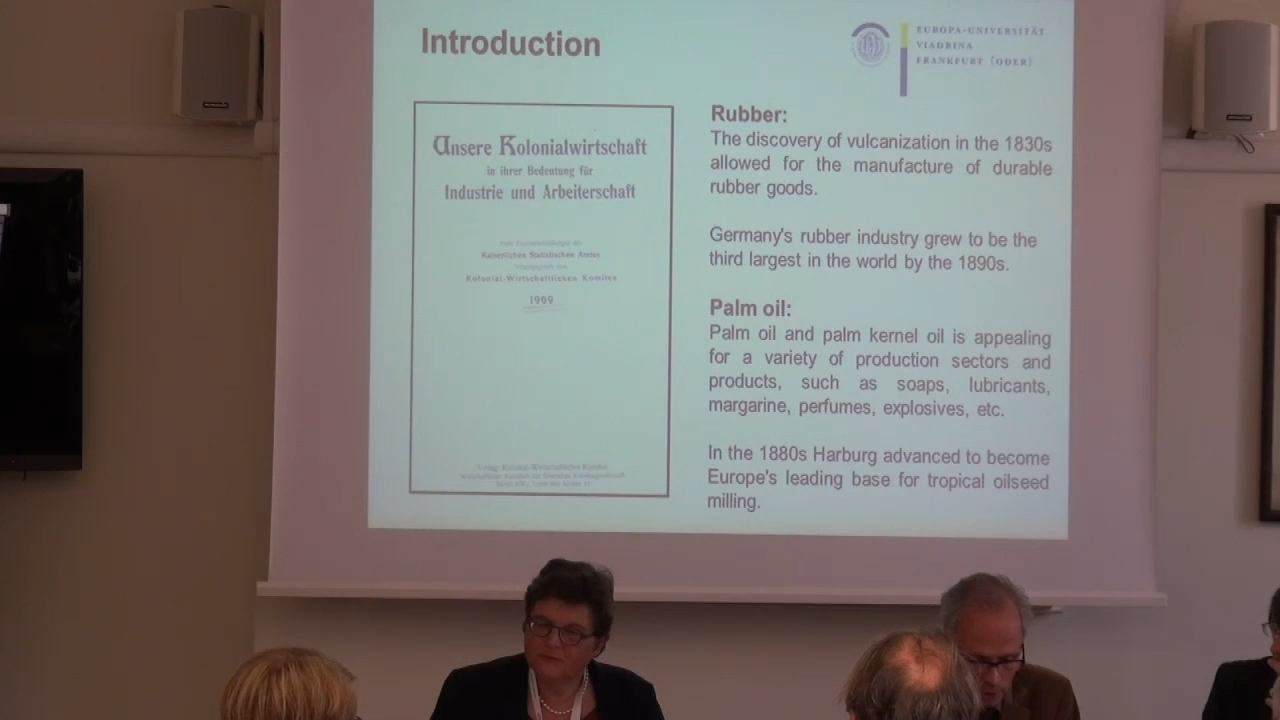 Introduction
EUROPA-UNIVERSITÄT
VIADRINA
FRANKFURT (ODER)
Unsere Kolonialwirtschaft
in ihrer Bedeutung für
Industrie und Arbeiterschaft
Kaiserlichen Statistischen Amtes
Kolonial-Wirtschaftlichen Komitee
1909
Verlag: Kolonial-Wirtschaftliches Komitee
Rubber:
The discovery of vulcanization in the 1830s
allowed for the manufacture of durable
rubber goods.
Germany's rubber industry grew to be the
third largest in the world by the 1890s.
Palm oil:
Palm oil and palm kernel oil is appealing
for a variety of production sectors and
products, such as soaps, lubricants,
margarine, perfumes, explosives, etc.
In the 1880s Harburg advanced to become
Europe's leading base for tropical oilseed
milling.